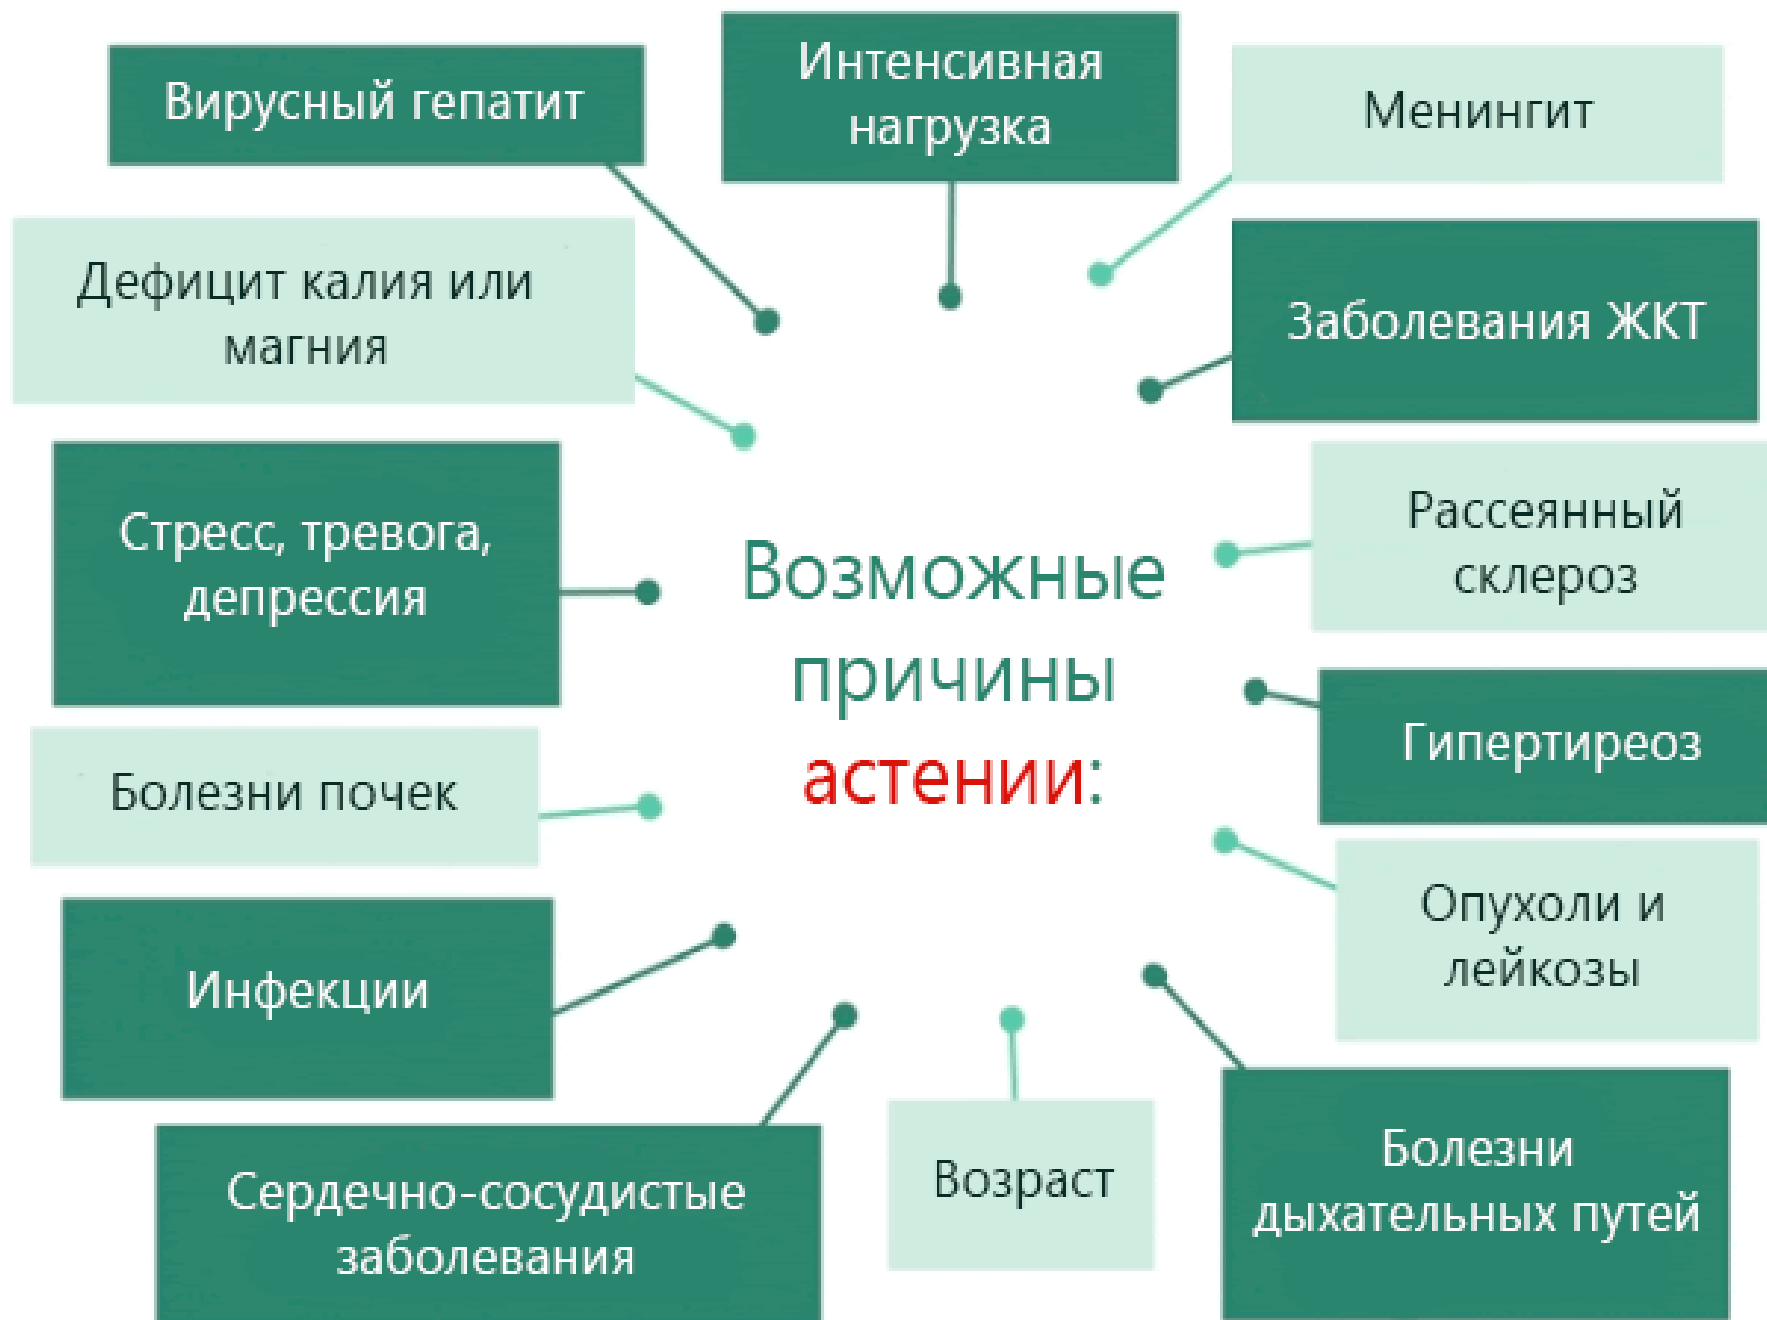 Вирусный гепатит
Интенсивная
нагрузка
Менингит
Дефицит калия или
магния
Заболевания ЖКТ
Стресс, тревога,
депрессия
Возможные
причины
астении:
Рассеянный
склероз
Гипертиреоз
Болезни почек
Опухоли и
лейкозы
Инфекции
Сердечно-сосудистые
заболевания
Возраст
Болезни
дыхательных путей